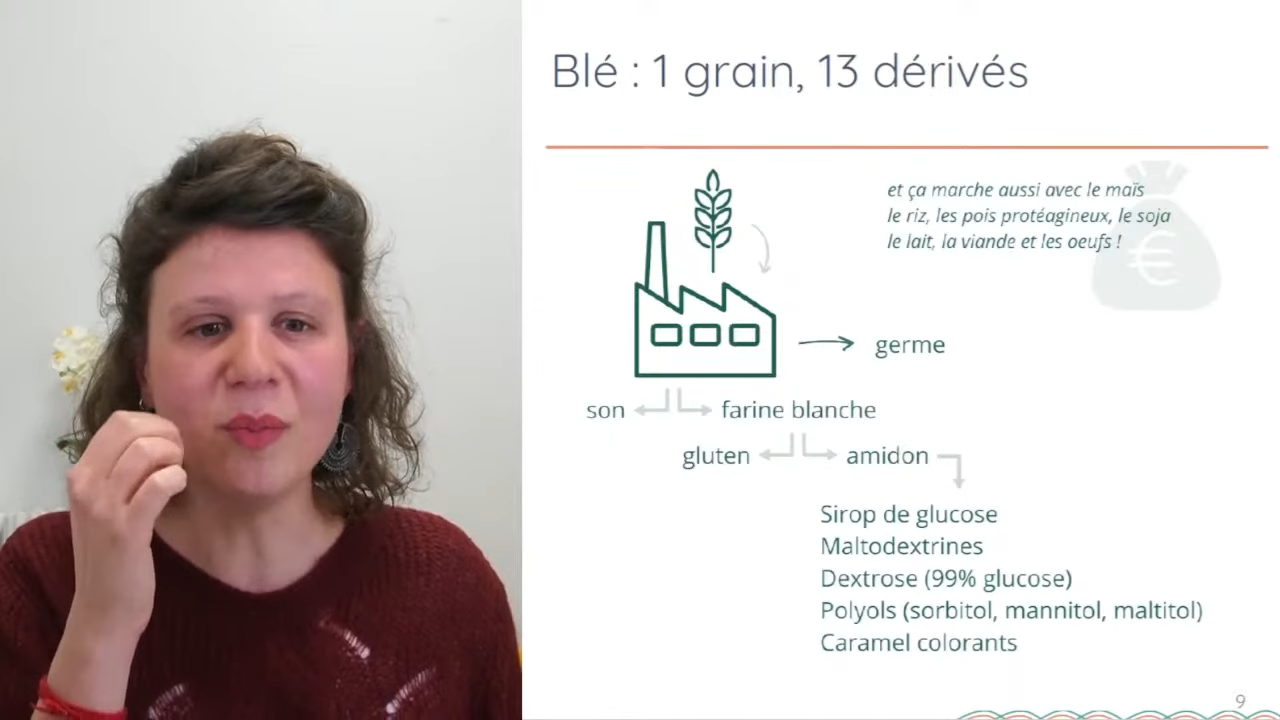 Blé : 1 grain, 13 dérivés
et ça marche aussi avec le maïs
le riz, les pois protéagineux, le soja
le lait, la viande et les oeufs !
€
germe
son
farine blanche
gluten
amidon
Sirop de glucose
Maltodextrines
Dextrose (99% glucose)
Polyols (sorbitol, mannitol, maltitol)
Caramel colorants
9